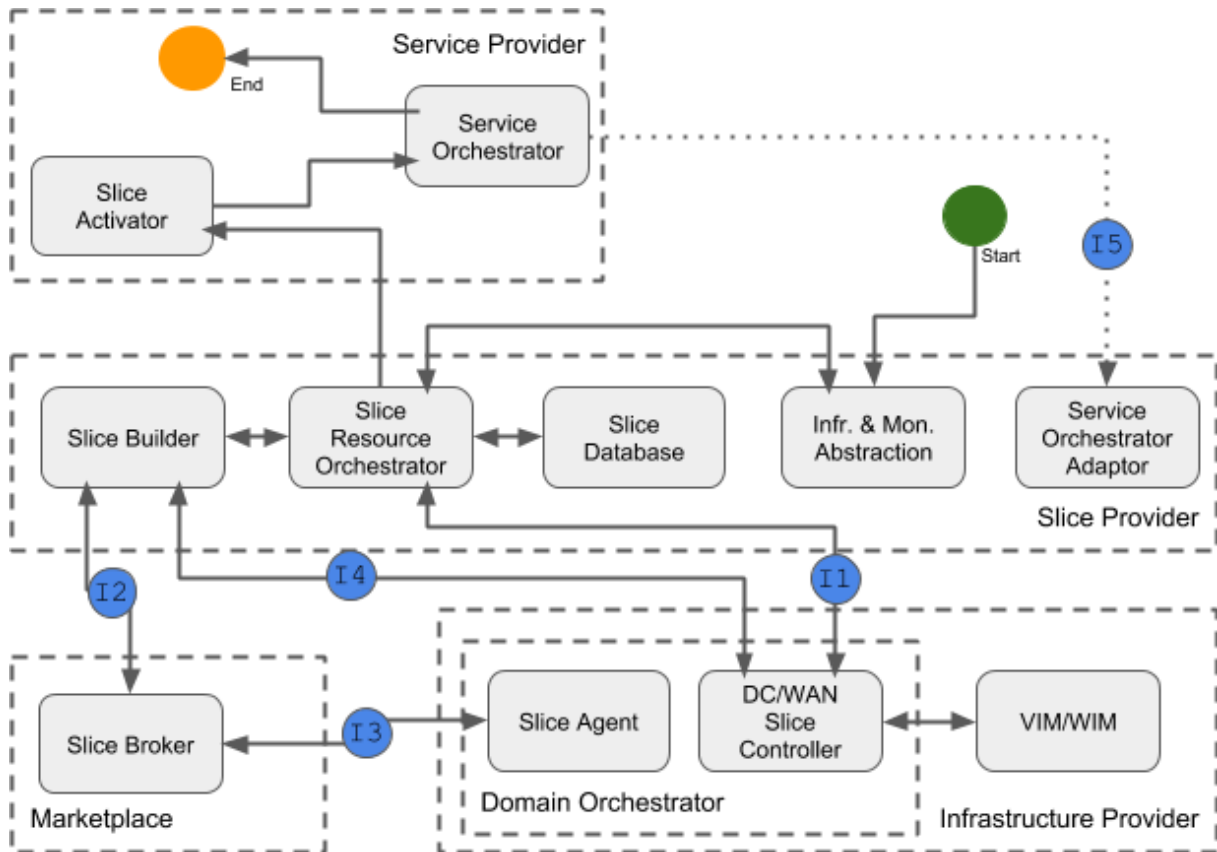 Service Provider
End
Service
Orchestrator
Slice
Activator
Start
I5
Slice Builder
Slice
Resource
Orchestrator
Slice
Database
Infr. & Mon.
Abstraction
Service
Orchestrator
Adaptor
Slice Provider
I2
I4
I1
Slice Broker
Marketplace
I3
Slice Agent
DC/WAN
Slice
Controller
VIM/WIM
Domain Orchestrator
Infrastructure Provider